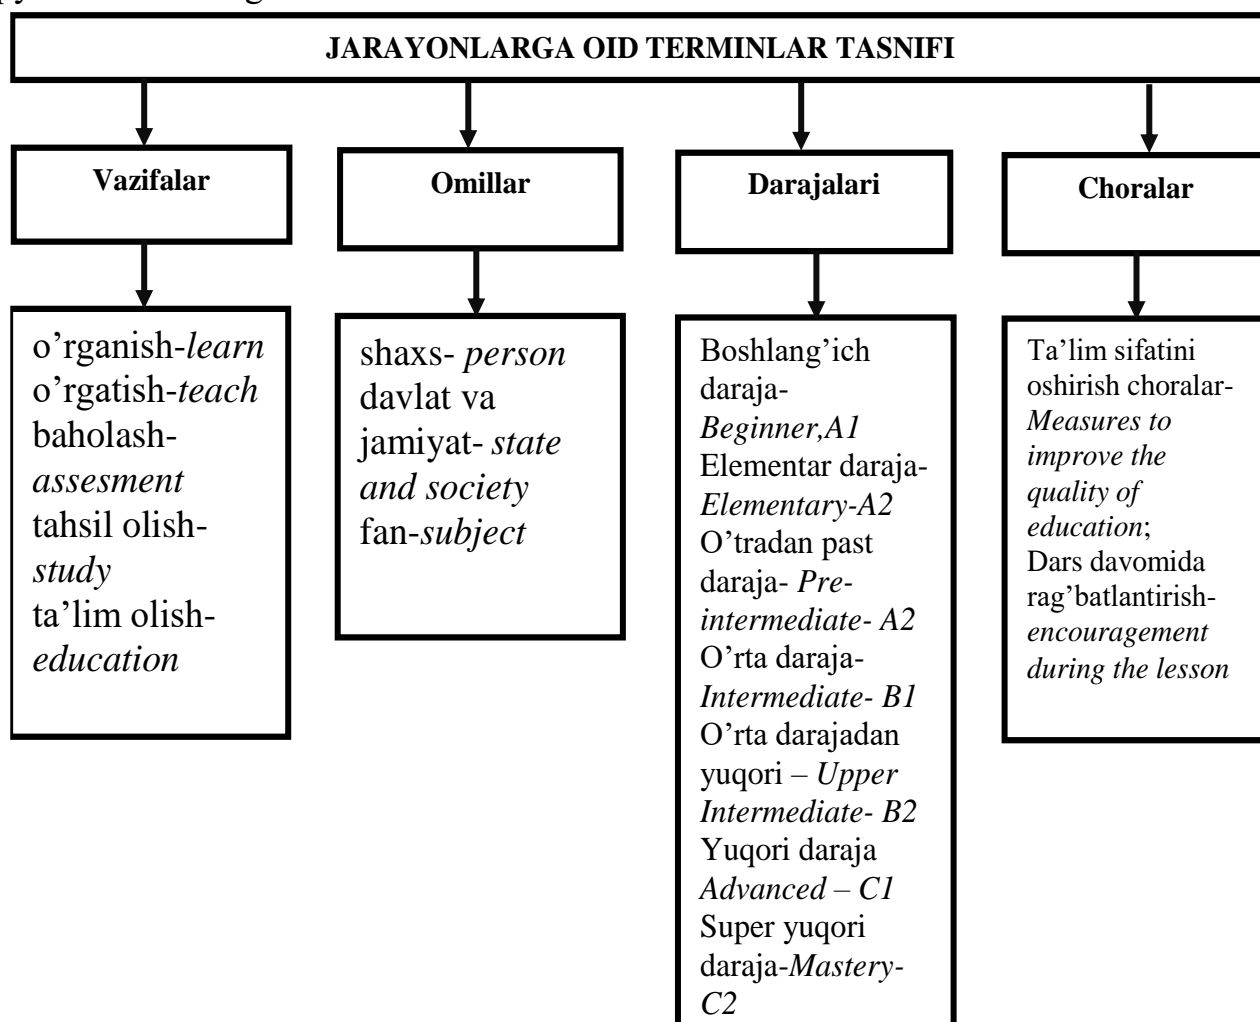 JARAYONLARGA OID TERMINLAR TASNIFI
Vazifalar
Omillar
Darajalari
Choralar
o’rganish-learn
o’rgatish-teach
baholash-
assesment
tahsil olish-
study
ta’lim olish-
education
shaxs- person
davlat va
jamiyat- state
and society
fan-subject
Boshlang’ich
daraja-
Beginner,A1
Elementar daraja-
Elementary-A2
O’tradan past
daraja- Pre-
intermediate- A2
O’rta daraja-
Intermediate- B1
O’rta darajadan
yuqori – Upper
Intermediate- B2
Yuqori daraja
Advanced – C1
Super yuqori
daraja-Mastery-
C2
Ta’lim sifatini
oshirish choralar-
Measures to
improve the
quality of
education;
Dars davomida
rag’batlantirish-
encouragement
during the lesson